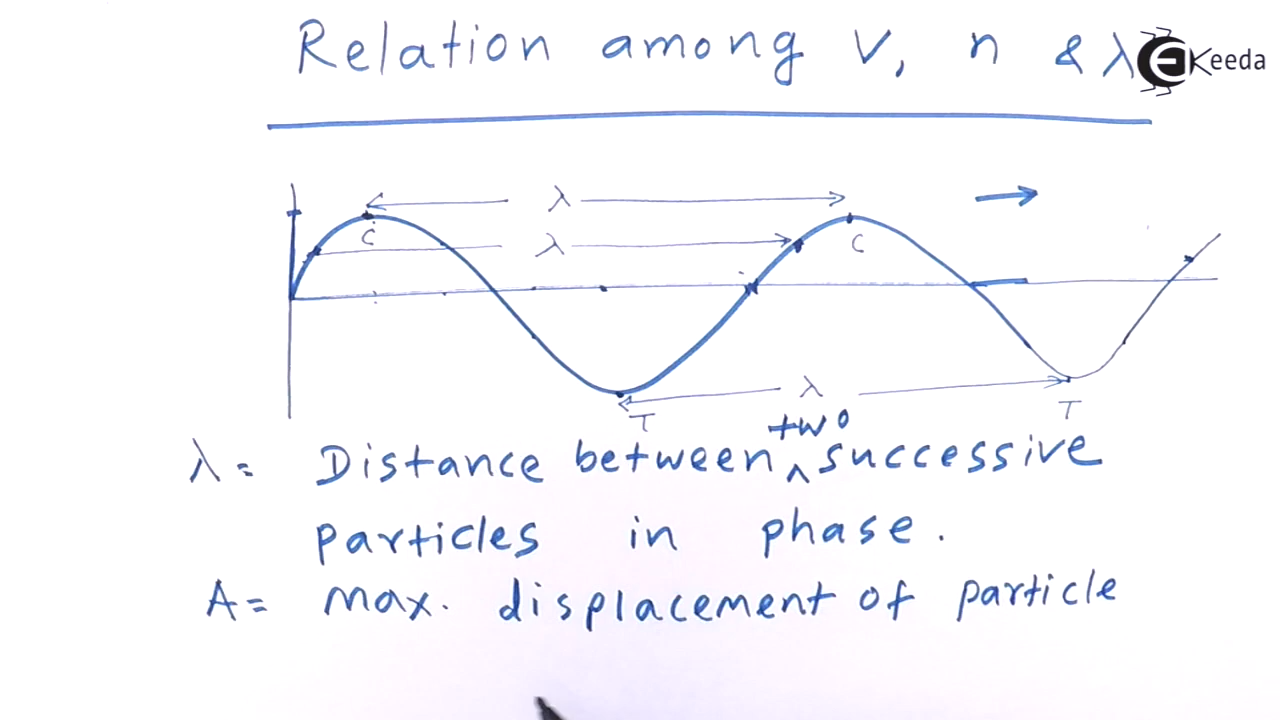 Relation among v, n & λ
EKeeda
λ
C
λ
C
λ
T
T
two
λ = Distance between ^ successive
particles in phase.
A = max. displacement of particle